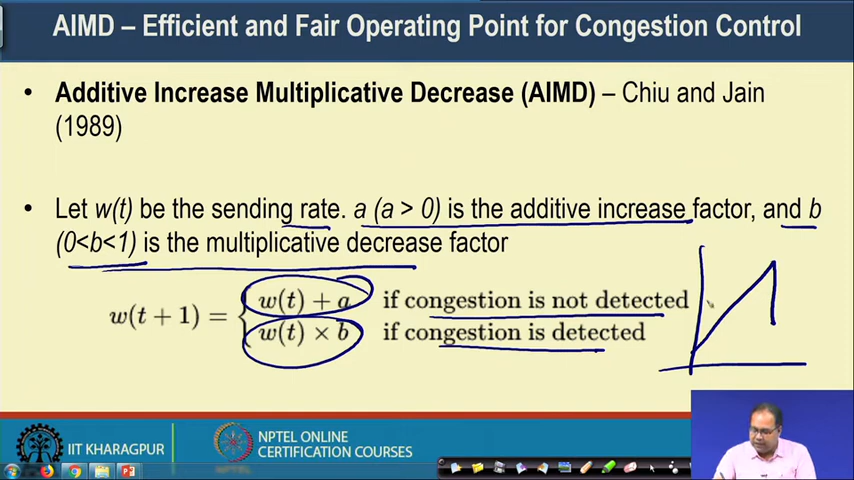 AIMD – Efficient and Fair Operating Point for Congestion Control
• Additive Increase Multiplicative Decrease (AIMD) – Chiu and Jain
(1989)
• Let w(t) be the sending rate. a (a > 0) is the additive increase factor, and b
(0<b<1) is the multiplicative decrease factor
w(t + 1) = { w(t) + a if congestion is not detected
w(t) × b if congestion is detected
IIT KHARAGPUR
NPTEL ONLINE
CERTIFICATION COURSES